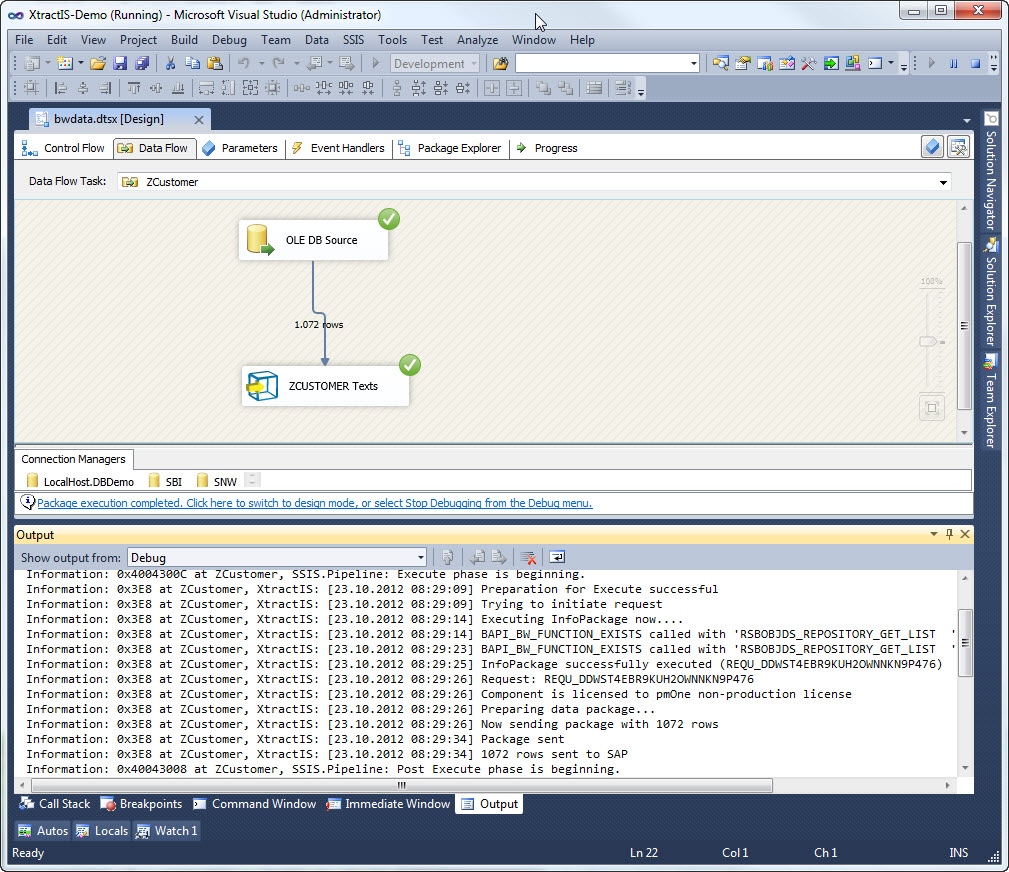 XtractIS-Demo (Running) - Microsoft Visual Studio (Administrator)
File Edit View Project Build Debug Team Data SSIS Tools Test Analyze Window Help
Development
bwdata.dtsx [Design]
Control Flow Data Flow Parameters Event Handlers Package Explorer Progress
Data Flow Task: ZCustomer
OLE DB Source
1.072 rows
ZCUSTOMER Texts
100%
Solution Navigator
Solution Explorer
Team Explorer
Connection Managers
LocalHost.DBDemo SBI SNW
Package execution completed. Click here to switch to design mode, or select Stop Debugging from the Debug menu.
Output
Show output from: Debug
Information: 0x4004300C at ZCustomer, SSIS.Pipeline: Execute phase is beginning.
Information: 0x3E8 at ZCustomer, XtractIS: [23.10.2012 08:29:09] Preparation for Execute successful
Information: 0x3E8 at ZCustomer, XtractIS: [23.10.2012 08:29:09] Trying to initiate request
Information: 0x3E8 at ZCustomer, XtractIS: [23.10.2012 08:29:14] Executing InfoPackage now....
Information: 0x3E8 at ZCustomer, XtractIS: [23.10.2012 08:29:14] BAPI_BW_FUNCTION_EXISTS called with 'RSBOBJDS_REPOSITORY_GET_LIST '
Information: 0x3E8 at ZCustomer, XtractIS: [23.10.2012 08:29:23] BAPI_BW_FUNCTION_EXISTS called with 'RSBOBJDS_REPOSITORY_GET_LIST '
Information: 0x3E8 at ZCustomer, XtractIS: [23.10.2012 08:29:25] InfoPackage successfully executed (REQU_DDWST4EBR9KUH2OWNNKN9P476)
Information: 0x3E8 at ZCustomer, XtractIS: [23.10.2012 08:29:26] Request: REQU_DDWST4EBR9KUH2OWNNKN9P476
Information: 0x3E8 at ZCustomer, XtractIS: [23.10.2012 08:29:26] Component is licensed to pmOne non-production license
Information: 0x3E8 at ZCustomer, XtractIS: [23.10.2012 08:29:26] Preparing data package...
Information: 0x3E8 at ZCustomer, XtractIS: [23.10.2012 08:29:26] Now sending package with 1072 rows
Information: 0x3E8 at ZCustomer, XtractIS: [23.10.2012 08:29:34] Package sent
Information: 0x3E8 at ZCustomer, XtractIS: [23.10.2012 08:29:34] 1072 rows sent to SAP
Information: 0x40043008 at ZCustomer, SSIS.Pipeline: Post Execute phase is beginning.
Call Stack Breakpoints Command Window Immediate Window Output
Autos Locals Watch 1
Ready Ln 22 Col 1 Ch 1 INS